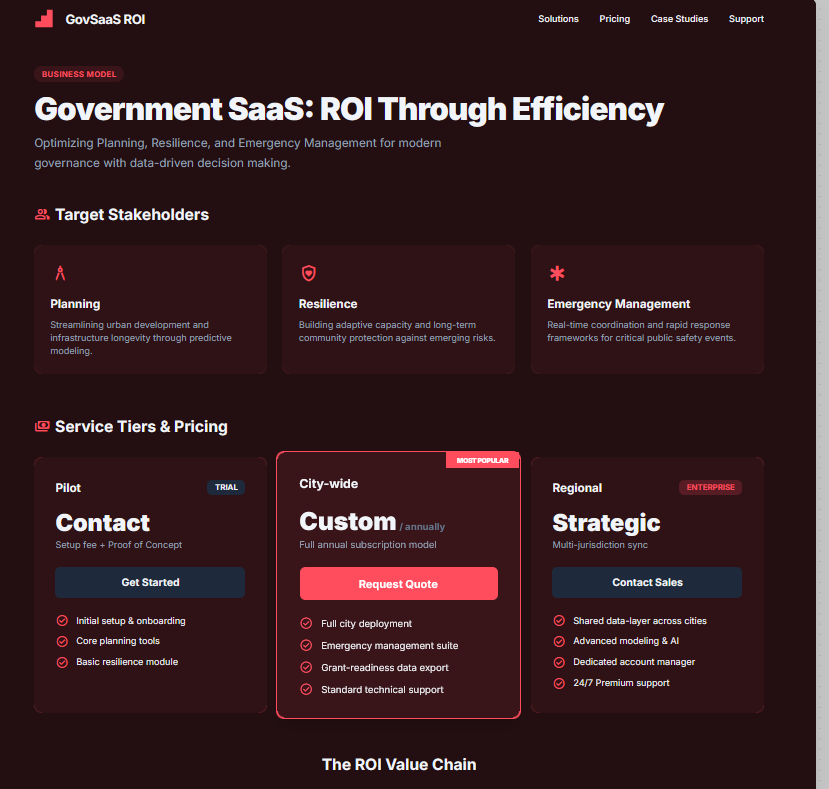 GovSaaS ROI
Solutions
Pricing
Case Studies
Support
BUSINESS MODEL
Government SaaS: ROI Through Efficiency
Optimizing Planning, Resilience, and Emergency Management for modern
governance with data-driven decision making.
Target Stakeholders
Planning
Streamlining urban development and
infrastructure longevity through predictive
modeling.
Resilience
Building adaptive capacity and long-term
community protection against emerging risks.
Emergency Management
Real-time coordination and rapid response
frameworks for critical public safety events.
Service Tiers & Pricing
Pilot
TRIAL
Contact
Setup fee + Proof of Concept
Get Started
Initial setup & onboarding
Core planning tools
Basic resilience module
MOST POPULAR
City-wide
Custom / annually
Full annual subscription model
Request Quote
Full city deployment
Emergency management suite
Grant-readiness data export
Standard technical support
Regional
ENTERPRISE
Strategic
Multi-jurisdiction sync
Contact Sales
Shared data-layer across cities
Advanced modeling & AI
Dedicated account manager
24/7 Premium support
The ROI Value Chain